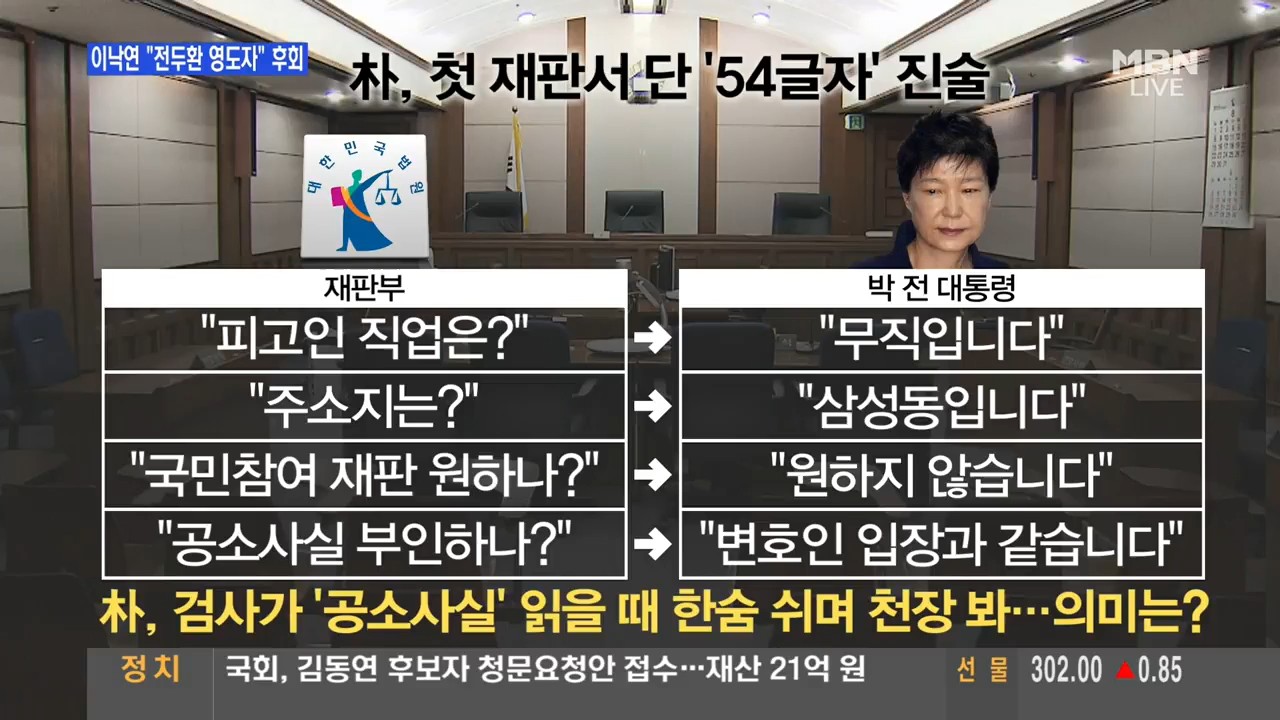 이낙연 "전두환 영도자" 후회
朴, 첫 재판서 단 '54글자' 진술
MBN
LIVE
대한민국법원
재판부
박 전 대통령
"피고인 직업은?"
"무직입니다"
"주소지는?"
"삼성동입니다"
"국민참여 재판 원하나?"
"원하지 않습니다"
"공소사실 부인하나?"
"변호인 입장과 같습니다"
朴, 검사가 '공소사실' 읽을 때 한숨 쉬며 천장 봐…의미는?
정치
국회, 김동연 후보자 청문요청안 접수…재산 21억 원
선물 302.00 ▲0.85